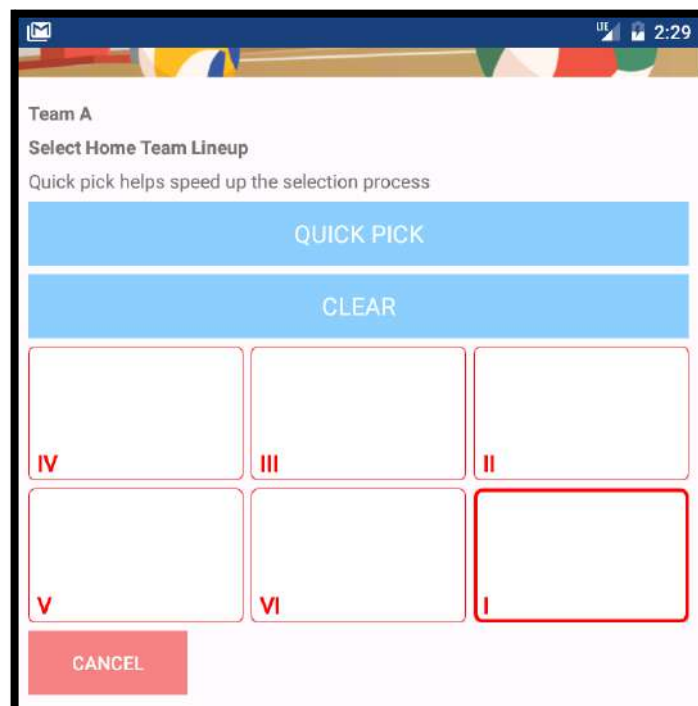 LTE 2:29
Team A
Select Home Team Lineup
Quick pick helps speed up the selection process
QUICK PICK
CLEAR
IV III II
V VI I
CANCEL